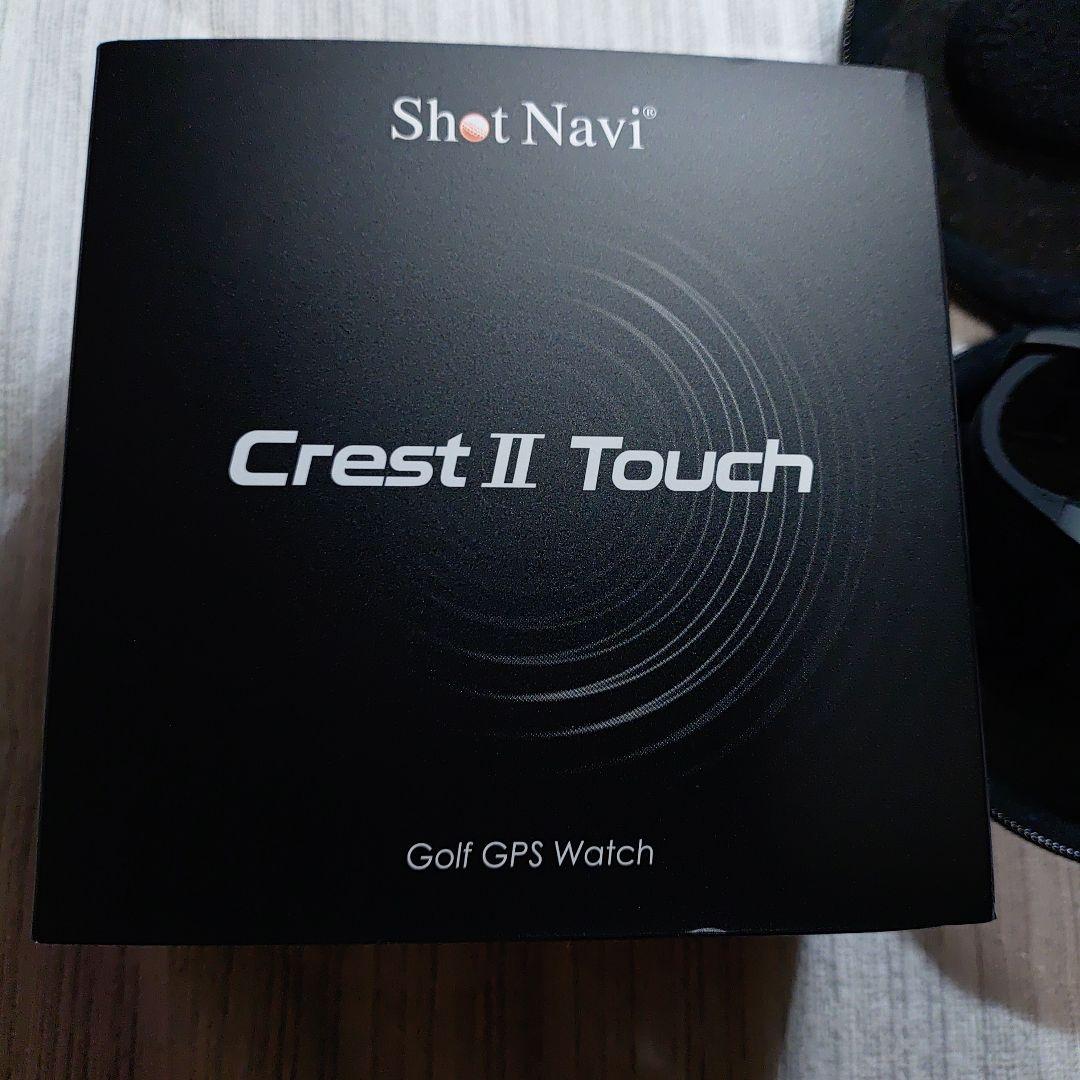 Shot Navi®
Crest II Touch
Golf GPS Watch